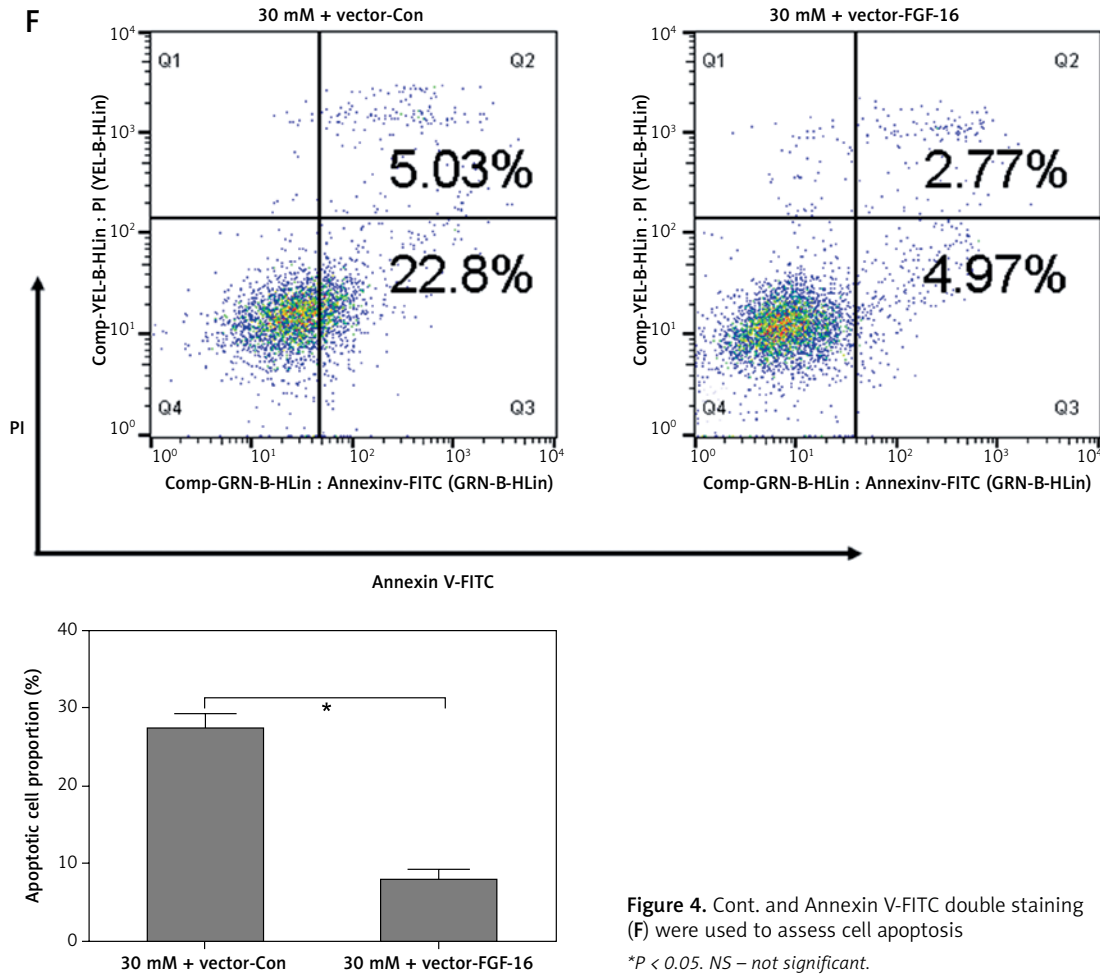 F
30 mM + vector-Con
10⁴
10³
10²
10¹
10⁰
Comp-YEL-B-HLin : PI (YEL-B-HLin)
Q1
Q2
5.03%
22.8%
Q4
Q3
10⁰
10¹
10²
10³
10⁴
Comp-GRN-B-HLin : Annexinv-FITC (GRN-B-HLin)
30 mM + vector-FGF-16
10⁴
10³
10²
10¹
10⁰
Comp-YEL-B-HLin : PI (YEL-B-HLin)
Q1
Q2
2.77%
4.97%
Q4
Q3
10⁰
10¹
10²
10³
10⁴
Comp-GRN-B-HLin : Annexinv-FITC (GRN-B-HLin)
PI
Annexin V-FITC
Apoptotic cell proportion (%)
40
30
20
10
0
*
30 mM + vector-Con
30 mM + vector-FGF-16
Figure 4. Cont. and Annexin V-FITC double staining
(F) were used to assess cell apoptosis
*P < 0.05. NS – not significant.